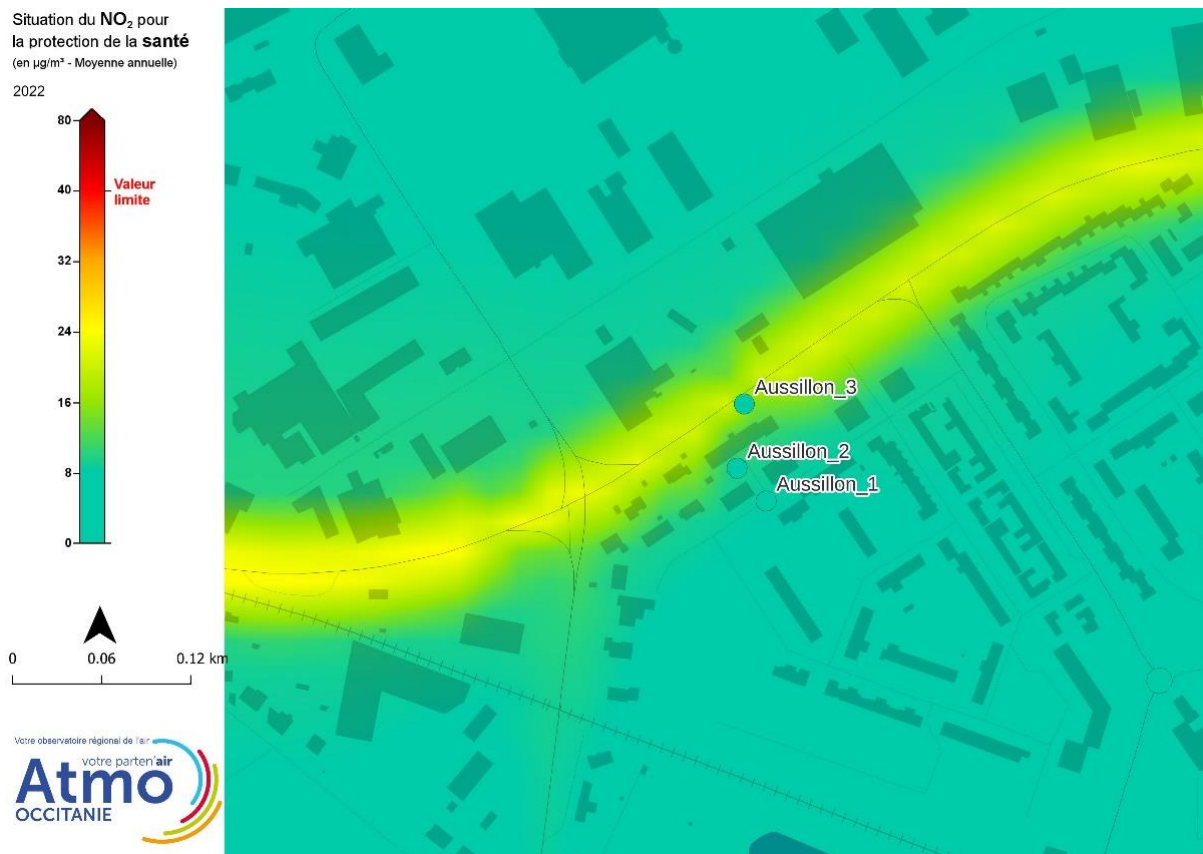 Situation du NO₂ pour
la protection de la santé
(en µg/m³ - Moyenne annuelle)
2022
80
40
Valeur
limite
32
24
16
8
0
0 0.06 0.12 km
Votre observatoire régional de l'air
votre parten'air
Atmo
OCCITANIE
Aussillon_3
Aussillon_2
Aussillon_1